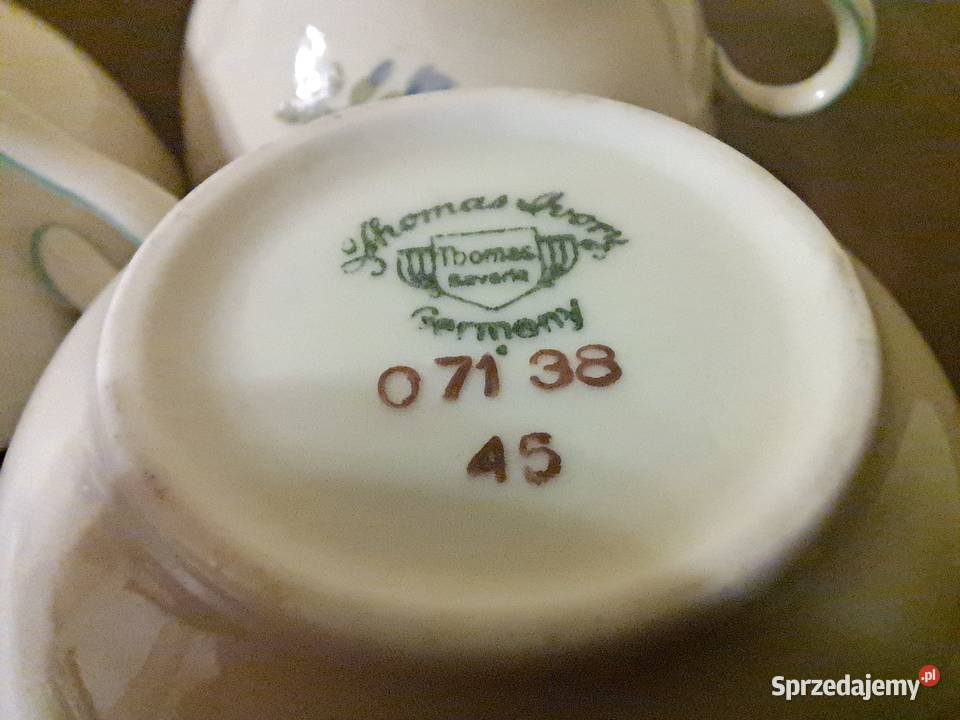 Thomas Ivory
Thomas
Bavaria
Germany
0 71 38
45
Sprzedajemy.pl